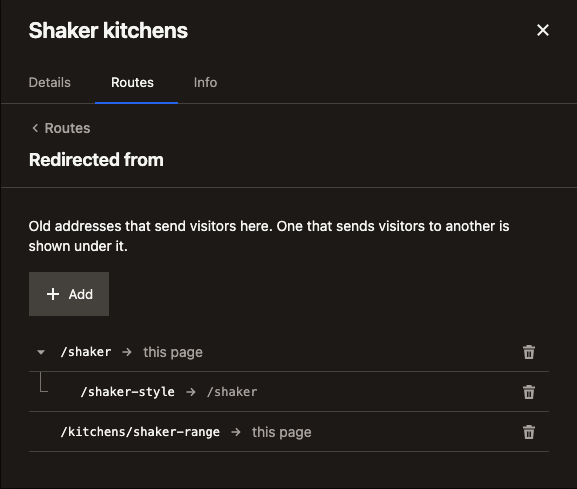 Shaker kitchens
Details Routes Info
Routes
Redirected from
Old addresses that send visitors here. One that sends visitors to another is
shown under it.
Add
/shaker → this page
/shaker-style → /shaker
/kitchens/shaker-range → this page